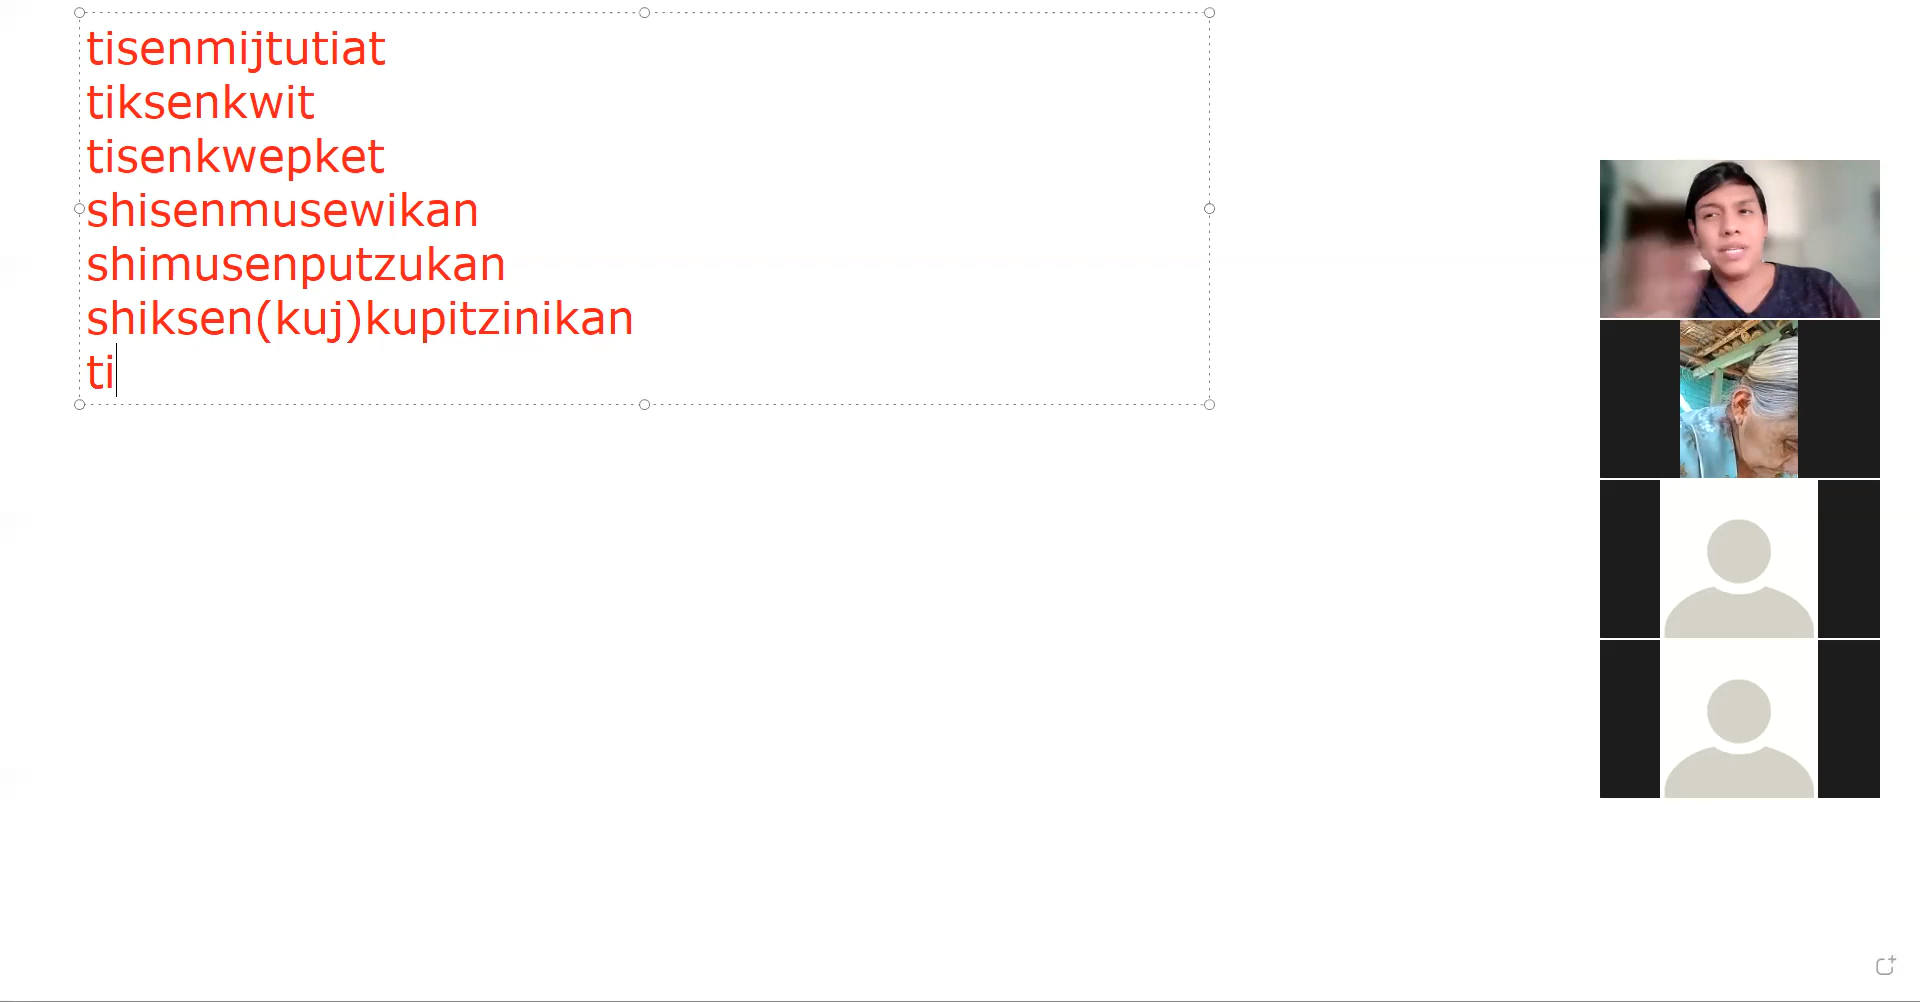 tisenmijtutiat
tiksenkwit
tisenkwepket
shisenmusewikan
shimusenputzukan
shiksen(kuj)kupitzinikan
ti